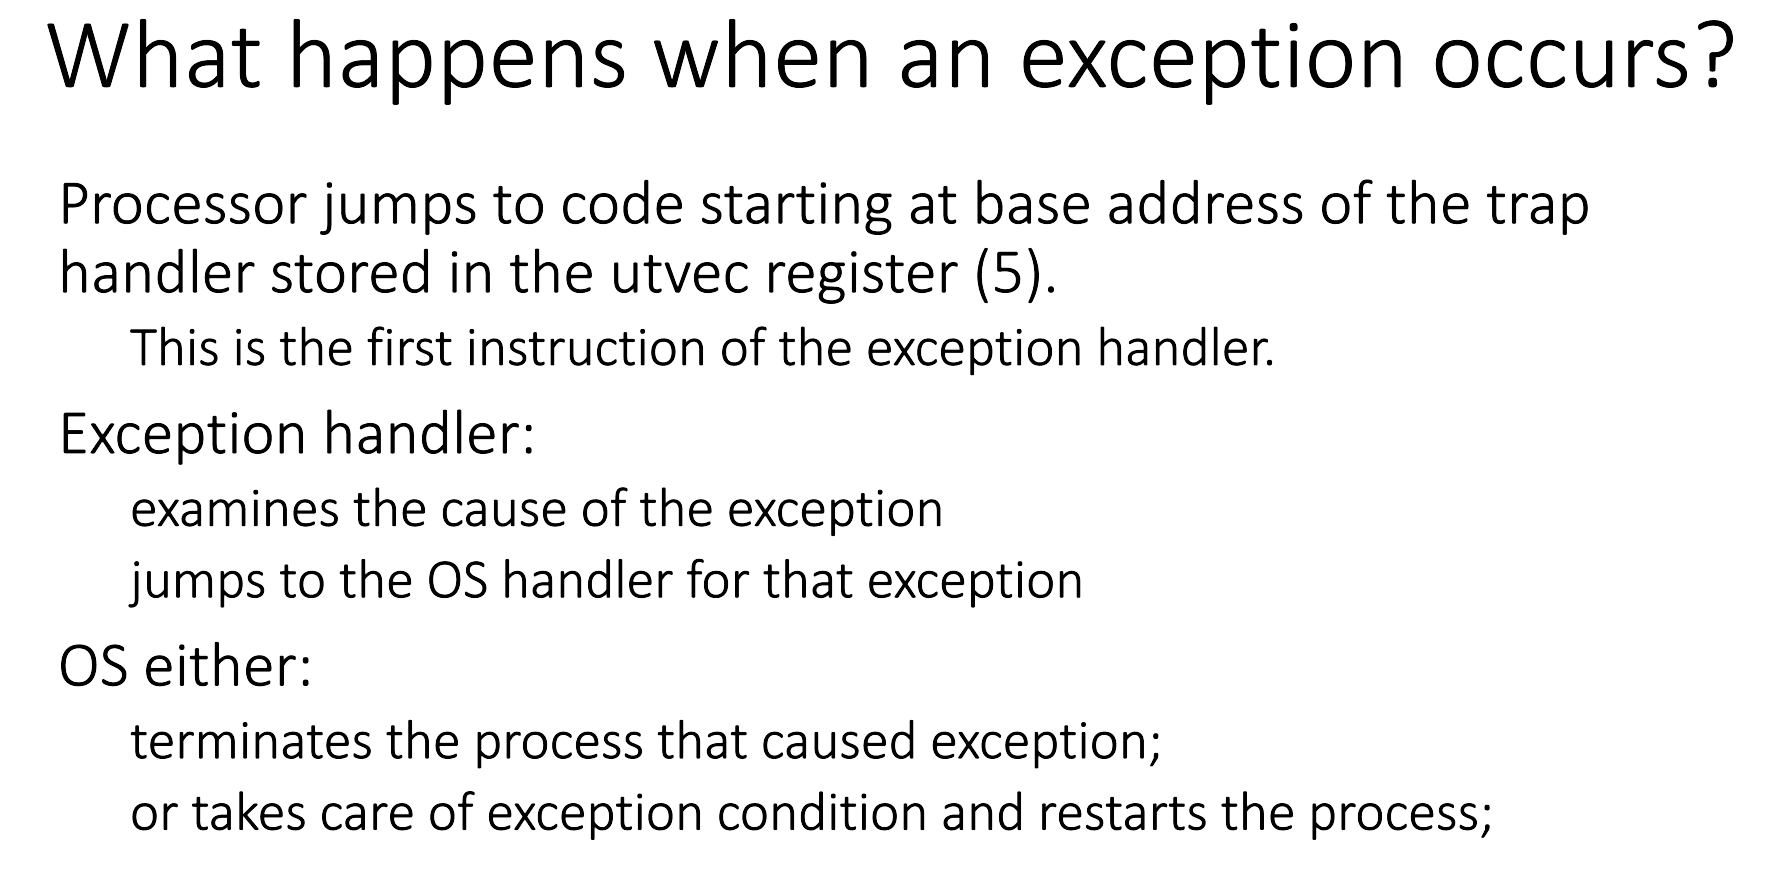 What happens when an exception occurs?
Processor jumps to code starting at base address of the trap
handler stored in the utvec register (5).
This is the first instruction of the exception handler.
Exception handler:
examines the cause of the exception
jumps to the OS handler for that exception
OS either:
terminates the process that caused exception;
or takes care of exception condition and restarts the process;